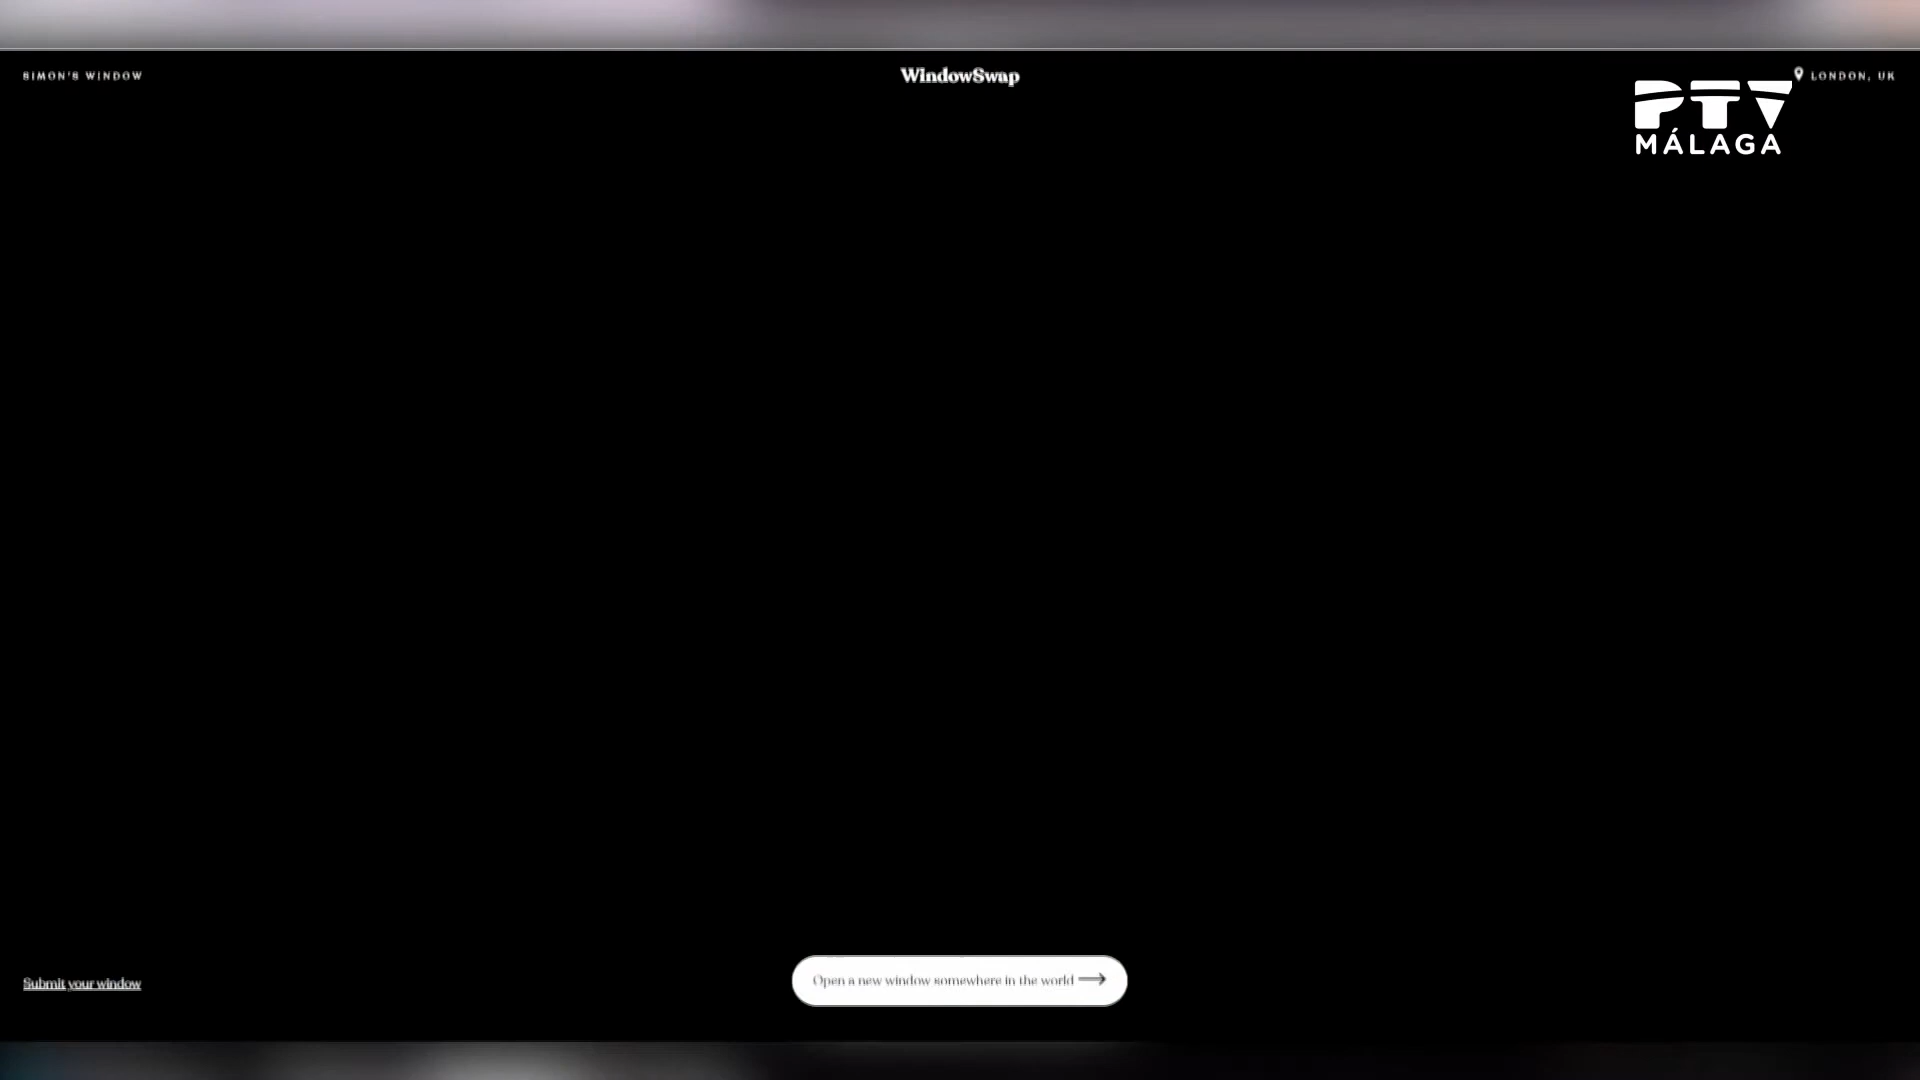 SIMON'S WINDOW
WindowSwap
LONDON, UK
PTV
MÁLAGA
Submit your window
Open a new window somewhere in the world